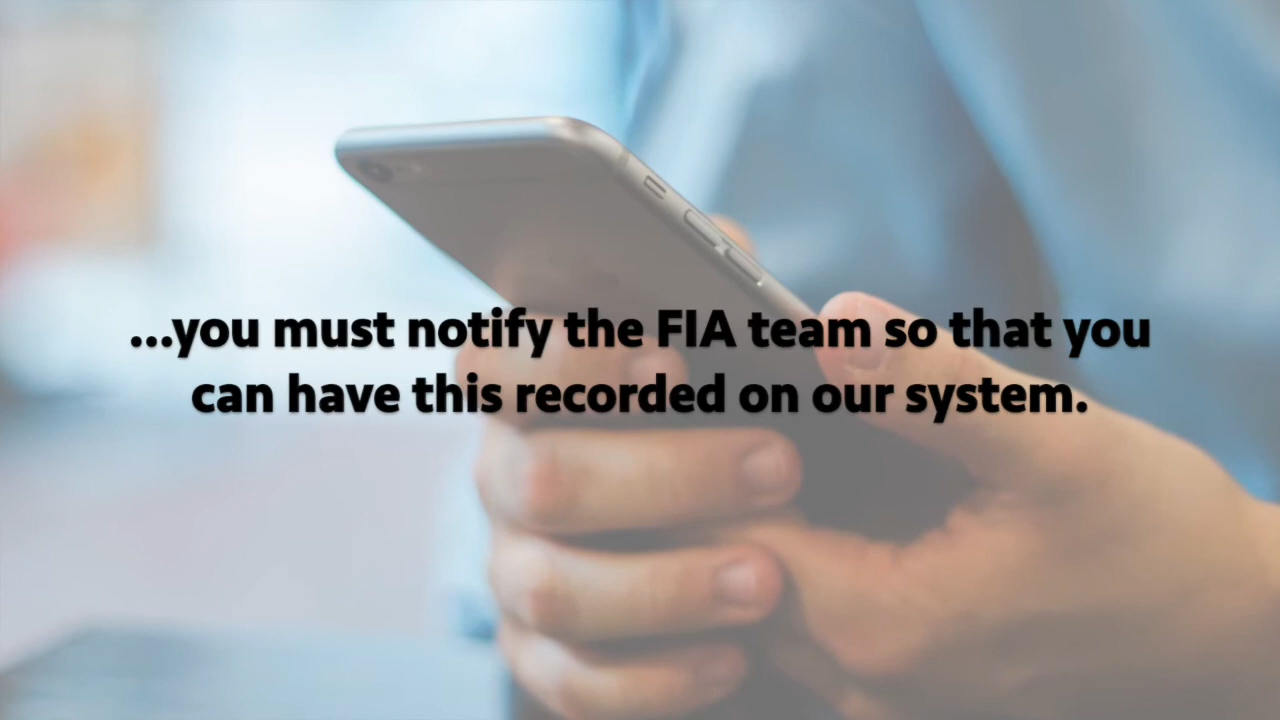 ...you must notify the FIA team so that you
can have this recorded on our system.